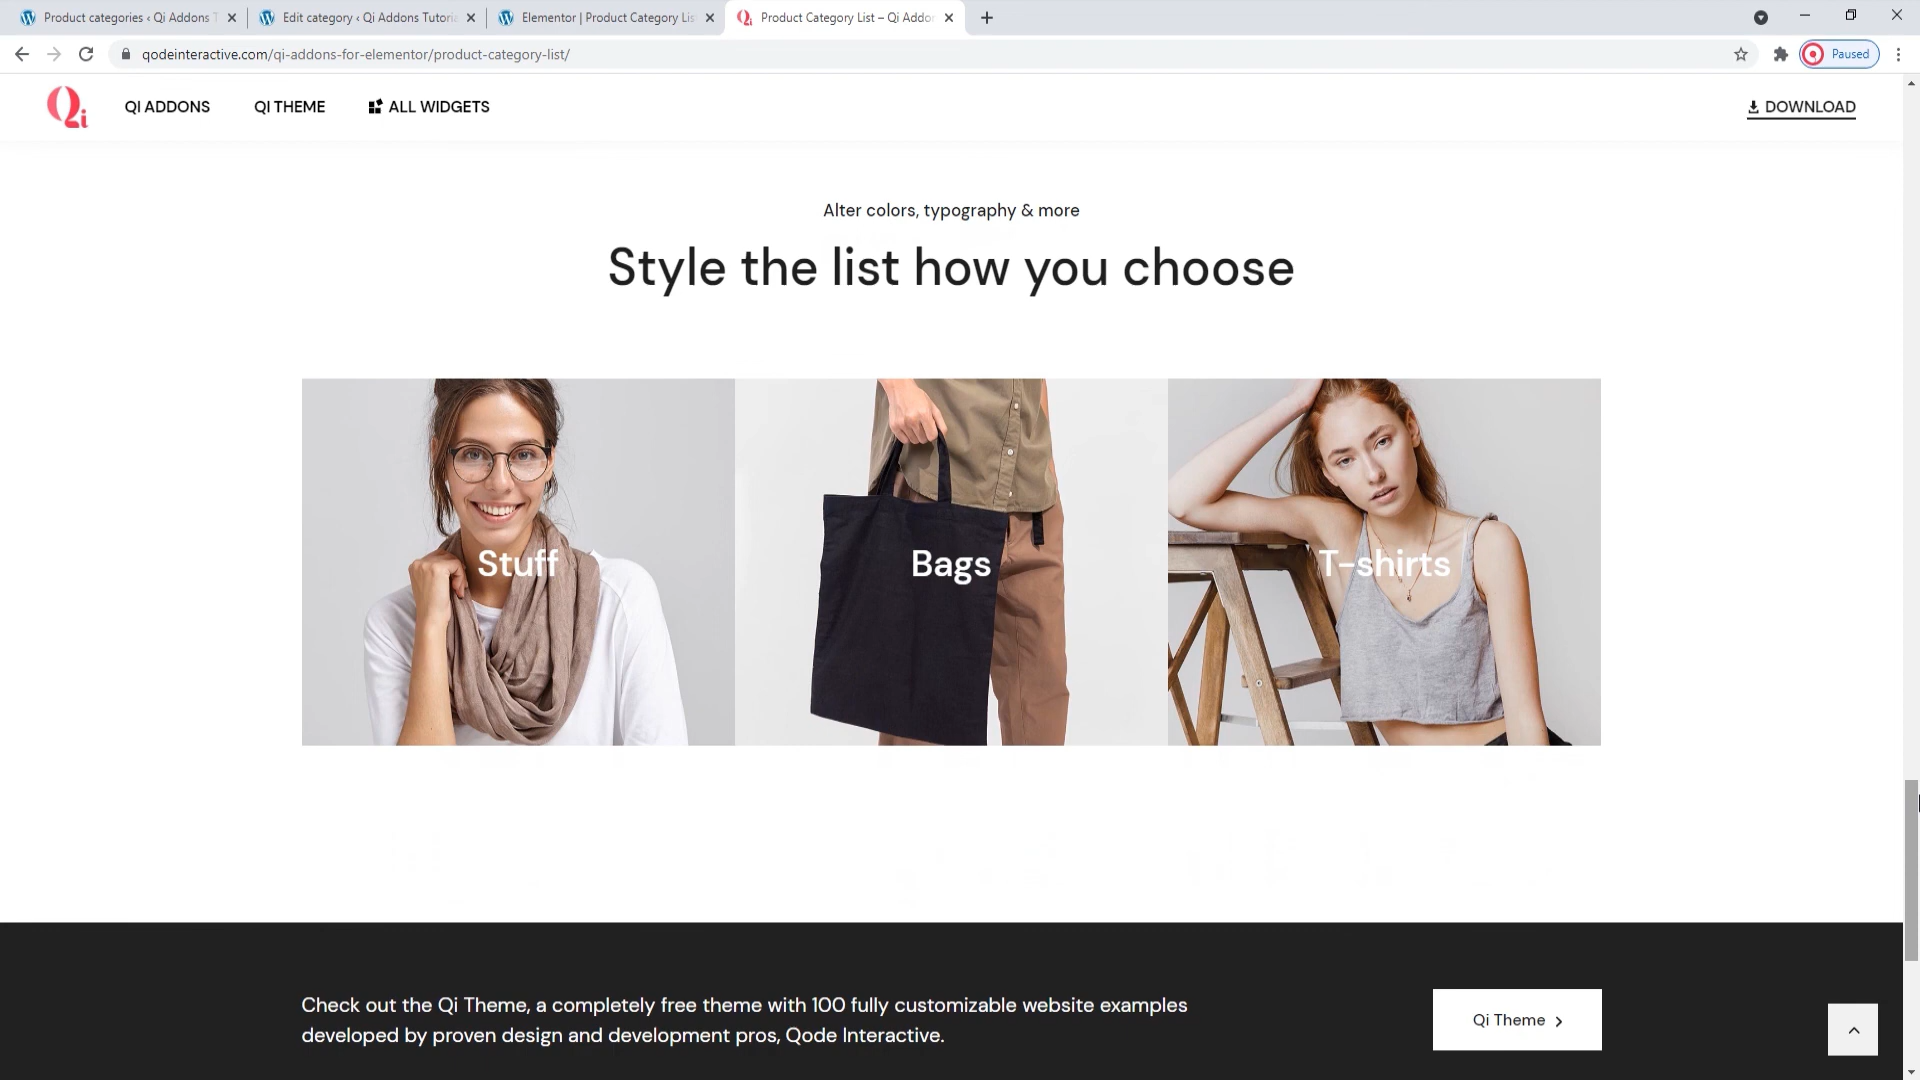 Product categories ‹ Qi Addons T
Edit category ‹ Qi Addons Tutoria
Elementor | Product Category Lis
Product Category List – Qi Addon
qodeinteractive.com/qi-addons-for-elementor/product-category-list/
Paused
Qi
QI ADDONS
QI THEME
ALL WIDGETS
DOWNLOAD
Alter colors, typography & more
Style the list how you choose
Stuff
Bags
T-shirts
Check out the Qi Theme, a completely free theme with 100 fully customizable website examples
developed by proven design and development pros, Qode Interactive.
Qi Theme